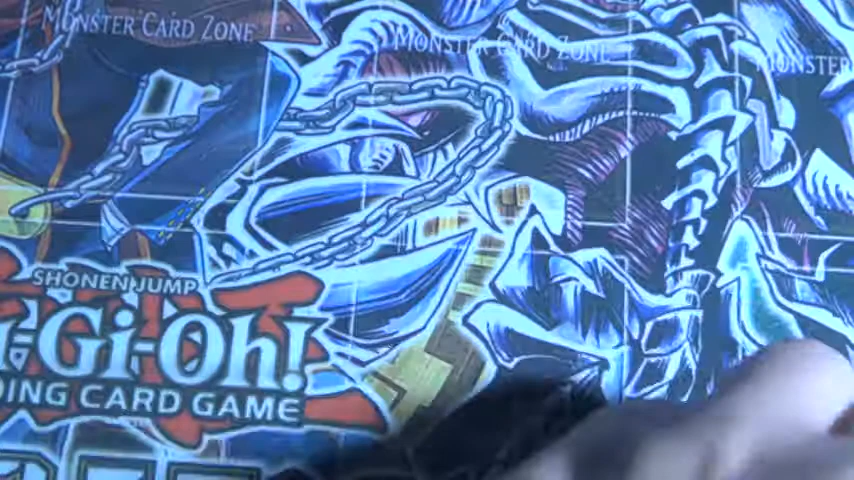 MONSTER CARD ZONE
MONSTER CARD ZONE
MONSTER
SHONEN JUMP
-Gi-Oh!
DING CARD GAME